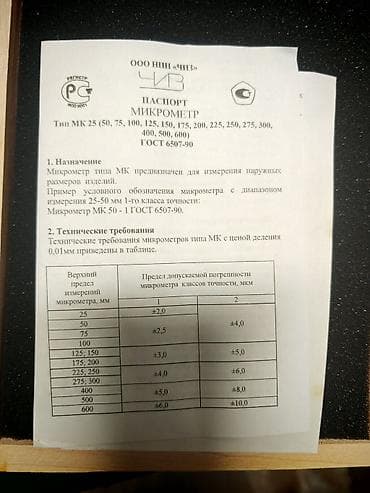 ООО НПП «ЧИЗ»
РЕГИСТР
ЧИЗ
ПАСПОРТ
МИКРОМЕТР
Тип МК 25 (50, 75, 100, 125, 150, 175, 200, 225, 250, 275, 300,
400, 500, 600)
ГОСТ 6507-90
1. Назначение
Микрометр типа МК предназначен для измерения наружных
размеров изделий.
Пример условного обозначения микрометра с диапазоном
измерения 25-50 мм 1-го класса точности:
Микрометр МК 50 - 1 ГОСТ 6507-90.
2. Технические требования
Технические требования микрометров типа МК с ценой деления
0,01мм приведены в таблице.
Верхний предел измерений микрометра, мм
Предел допускаемой погрешности
микрометра классов точности, мкм
1 2
25 ±2,0
50 ±4,0
75 ±2,5
100
125; 150 ±3,0 ±5,0
175; 200
225; 250 ±4,0 ±6,0
275; 300
400 ±5,0 ±8,0
500
600 ±6,0 ±10,0